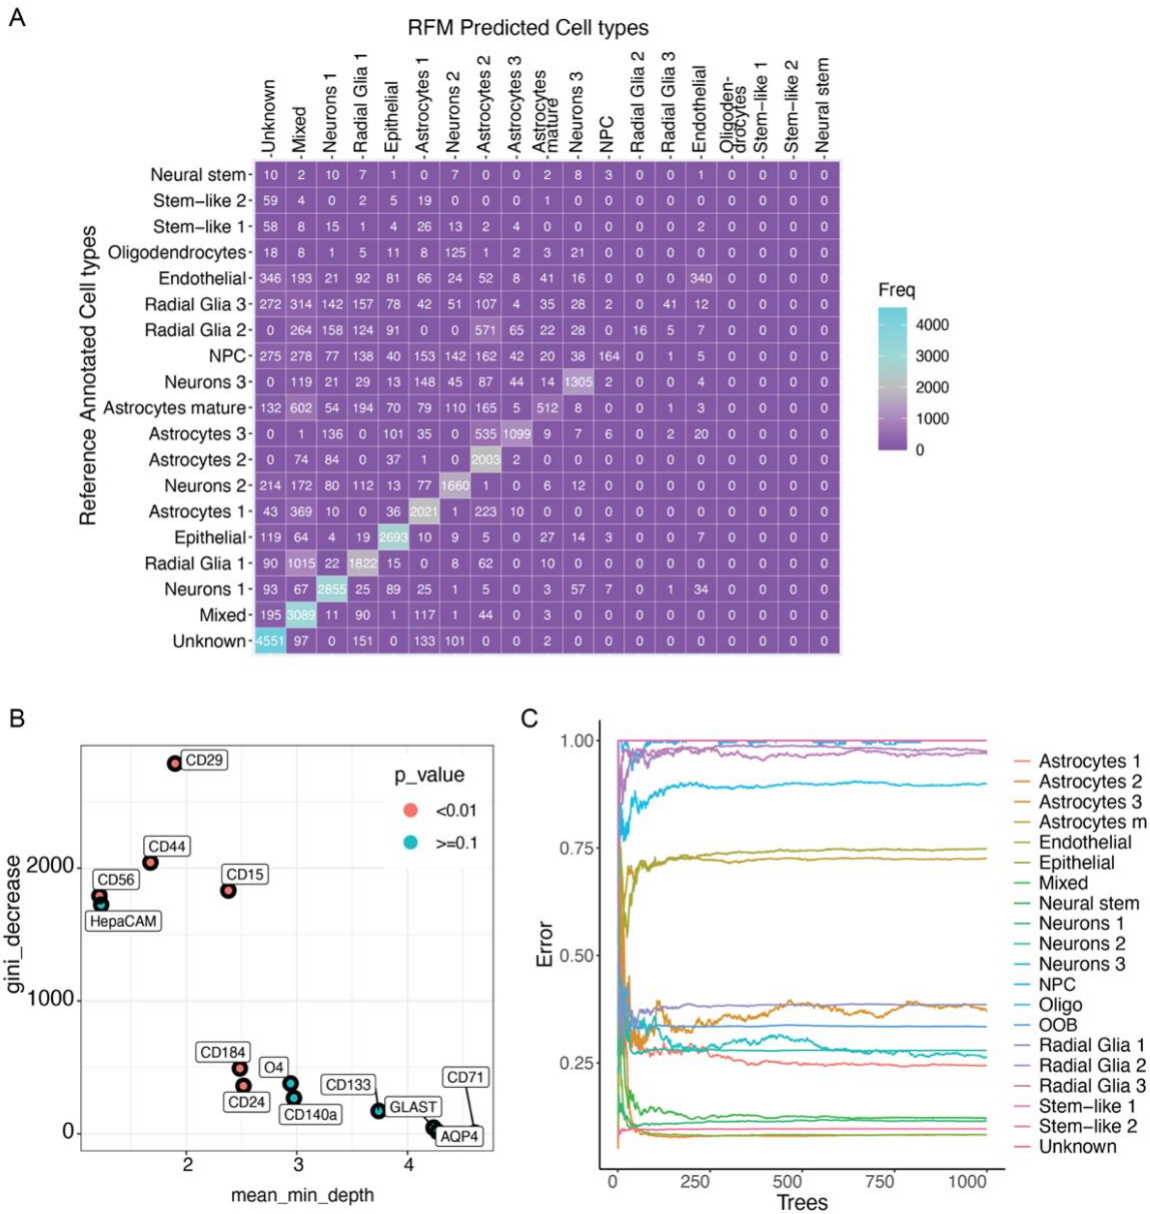 A
RFM Predicted Cell types
Unknown
Mixed
Neurons 1
Radial Glia 1
Epithelial
Astrocytes 1
Neurons 2
Astrocytes 2
Astrocytes 3
Astrocytes
mature
Neurons 3
NPC
Radial Glia 2
Radial Glia 3
Endothelial
Oligoden-
drocytes
Stem-like 1
Stem-like 2
Neural stem
Reference Annotated Cell types
Neural stem 10 2 10 7 1 0 7 0 0 2 8 3 0 0 1 0 0 0 0
Stem-like 2 59 4 0 2 5 19 0 0 0 1 0 0 0 0 0 0 0 0 0
Stem-like 1 58 8 15 1 4 26 13 2 4 0 0 0 0 0 2 0 0 0 0
Oligodendrocytes 18 8 1 5 11 8 125 1 2 3 21 0 0 0 0 0 0 0 0
Endothelial 346 193 21 92 81 66 24 52 8 41 16 0 0 0 340 0 0 0 0
Radial Glia 3 272 314 142 157 78 42 51 107 4 35 28 2 0 41 12 0 0 0 0
Radial Glia 2 0 264 158 124 91 0 0 571 65 22 28 0 16 5 7 0 0 0 0
NPC 275 278 77 138 40 153 142 162 42 20 38 164 0 1 5 0 0 0 0
Neurons 3 0 119 21 29 13 148 45 87 44 14 1305 2 0 0 4 0 0 0 0
Astrocytes mature 132 602 54 194 70 79 110 165 5 512 8 0 0 1 3 0 0 0 0
Astrocytes 3 0 1 136 0 101 35 0 535 1099 9 7 6 0 2 20 0 0 0 0
Astrocytes 2 0 74 84 0 37 1 0 2003 2 0 0 0 0 0 0 0 0 0 0
Neurons 2 214 172 80 112 13 77 1660 1 0 6 12 0 0 0 0 0 0 0 0
Astrocytes 1 43 369 10 0 36 2021 1 223 10 0 0 0 0 0 0 0 0 0 0
Epithelial 119 64 4 19 2693 10 9 5 0 27 14 3 0 0 7 0 0 0 0
Radial Glia 1 90 1015 22 1822 15 0 8 62 0 10 0 0 0 0 0 0 0 0 0
Neurons 1 93 67 2855 25 89 25 1 5 0 3 57 7 0 1 34 0 0 0 0
Mixed 195 3089 11 90 1 117 1 44 0 3 0 0 0 0 0 0 0 0 0
Unknown 4551 97 0 151 0 133 101 0 0 2 0 0 0 0 0 0 0 0 0
Freq
4000
3000
2000
1000
0
B
gini_decrease
2000
1000
0
CD29
CD44
CD56
HepaCAM
CD15
CD184
CD24
O4
CD140a
CD133
GLAST
CD71
AQP4
p_value
<0.01
>=0.1
2 3 4
mean_min_depth
C
Error
1.00
0.75
0.50
0.25
0 250 500 750 1000
Trees
Astrocytes 1
Astrocytes 2
Astrocytes 3
Astrocytes m
Endothelial
Epithelial
Mixed
Neural stem
Neurons 1
Neurons 2
Neurons 3
NPC
Oligo
OOB
Radial Glia 1
Radial Glia 2
Radial Glia 3
Stem-like 1
Stem-like 2
Unknown